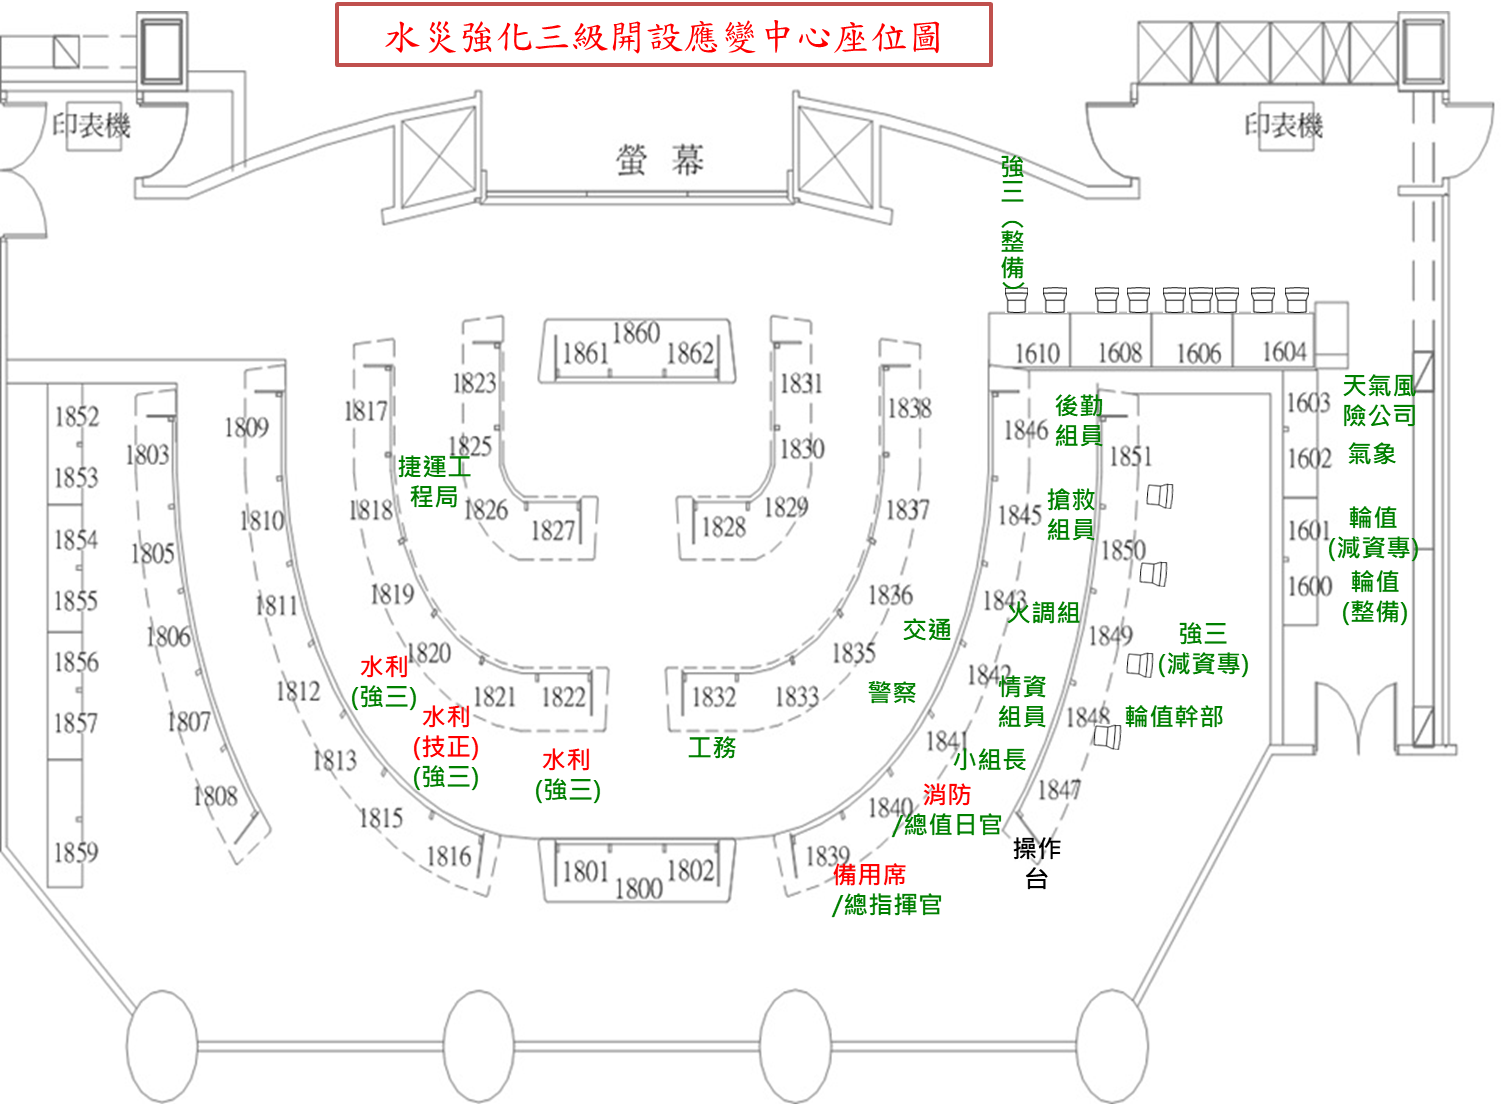 水災強化三級開設應變中心座位圖
印表機
印表機
螢幕
強三（整備）
1610
1608
1606
1604
1603
天氣風
險公司
1602
氣象
1601
輪值
(減資專)
1600
輪值
(整備)
1860
1861
1862
1823
1825
1826
1827
1831
1830
1829
1828
1817
1818
捷運工
程局
1819
1820
1821
1822
1838
1837
1836
1835
1833
1832
1809
1810
1811
1812
1813
1815
1816
水利
(強三)
水利
(技正)
(強三)
水利
(強三)
工務
交通
警察
1846
後勤
組員
1845
搶救
組員
1843
火調組
1842
情資
組員
1841
小組長
1840
消防
/總值日官
1839
備用席
/總指揮官
1801
1802
1800
1803
1805
1806
1807
1808
1852
1853
1854
1855
1856
1857
1859
1851
1850
1849
強三
(減資專)
1848
輪值幹部
1847
操作
台